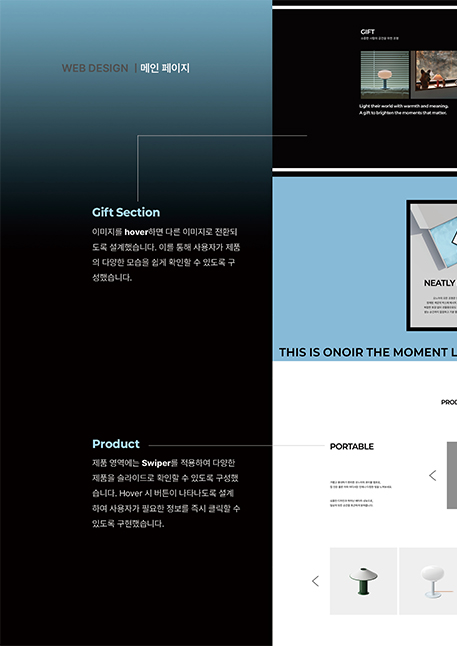 WEB DESIGN | 메인 페이지
GIFT
Light their world with warmth and meaning.
A gift to brighten the moments that matter.
Gift Section
이미지를 hover하면 다른 이미지로 전환되
도록 설계했습니다. 이를 통해 사용자가 제품
의 다양한 모습을 쉽게 확인할 수 있도록 구
성했습니다.
NEATLY
THIS IS ONOIR THE MOMENT L
PROD
Product
제품 영역에는 Swiper를 적용하여 다양한
제품을 슬라이드로 확인할 수 있도록 구성했
습니다. Hover 시 버튼이 나타나도록 설계
하여 사용자가 필요한 정보를 즉시 클릭할 수
있도록 구현했습니다.
PORTABLE